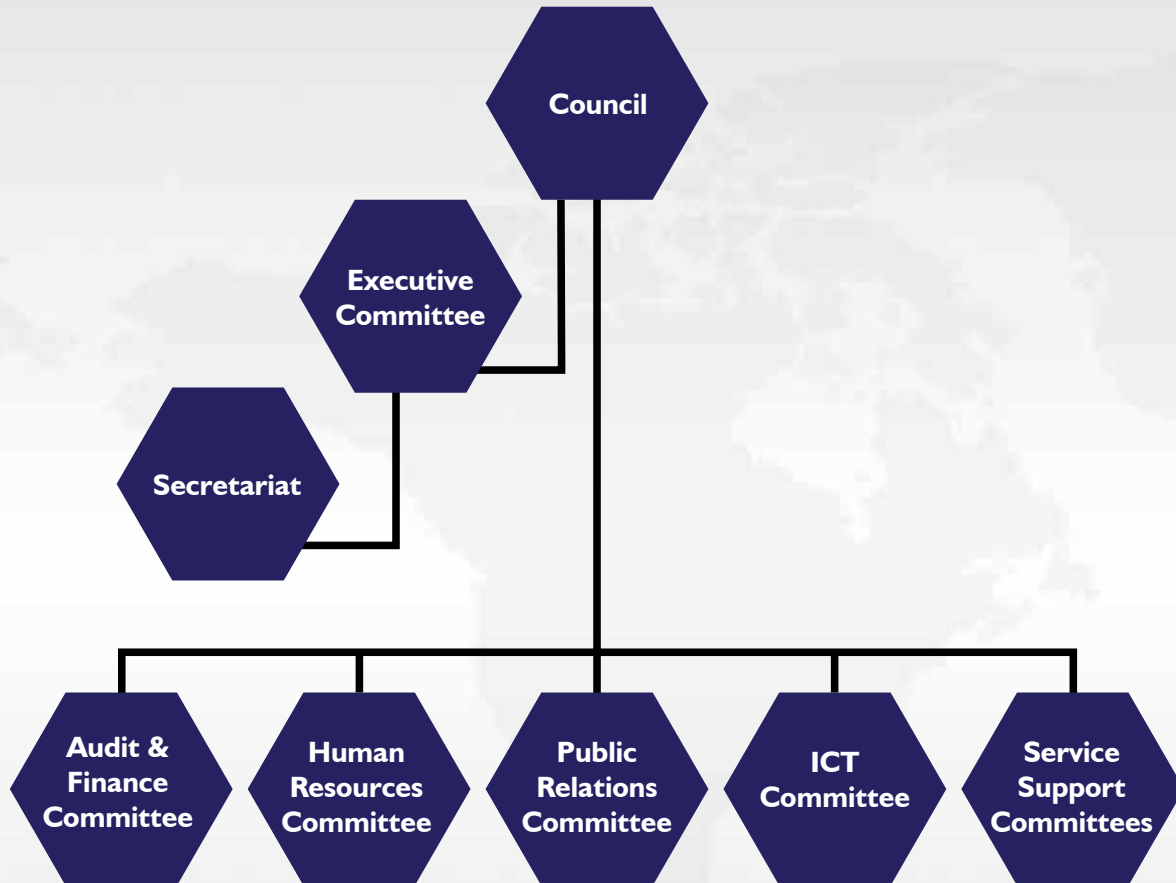 Council
Executive
Committee
Secretariat
Audit &
Finance
Committee
Human
Resources
Committee
Public
Relations
Committee
ICT
Committee
Service
Support
Committees